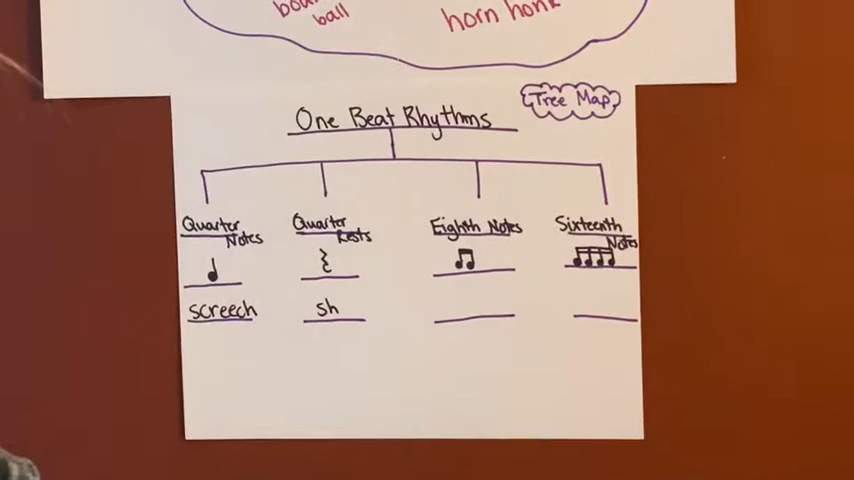 ball
horn honk
Tree Map
One Beat Rhythms
Quarter Notes
Quarter Rests
Eighth Notes
Sixteenth Notes
screech
sh